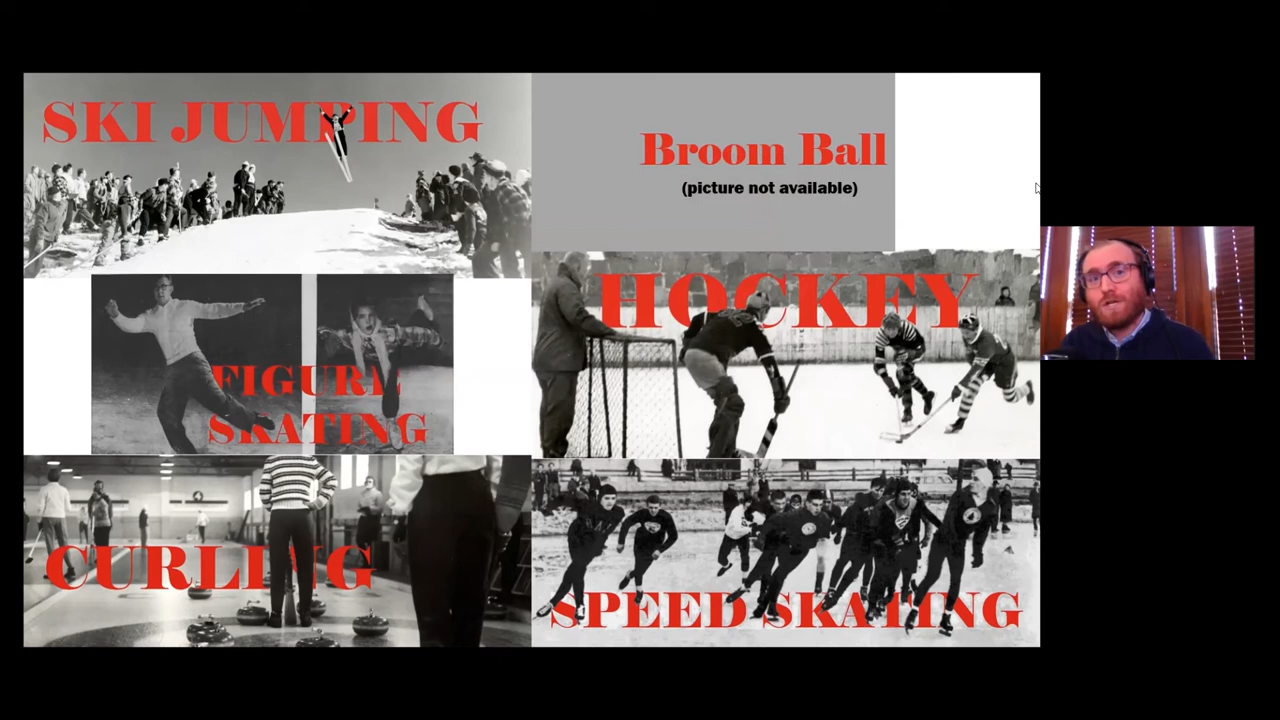 SKI JUMPING
Broom Ball
(picture not available)
FIGURE
SKATING
HOCKEY
CURLING
SPEED SKATING